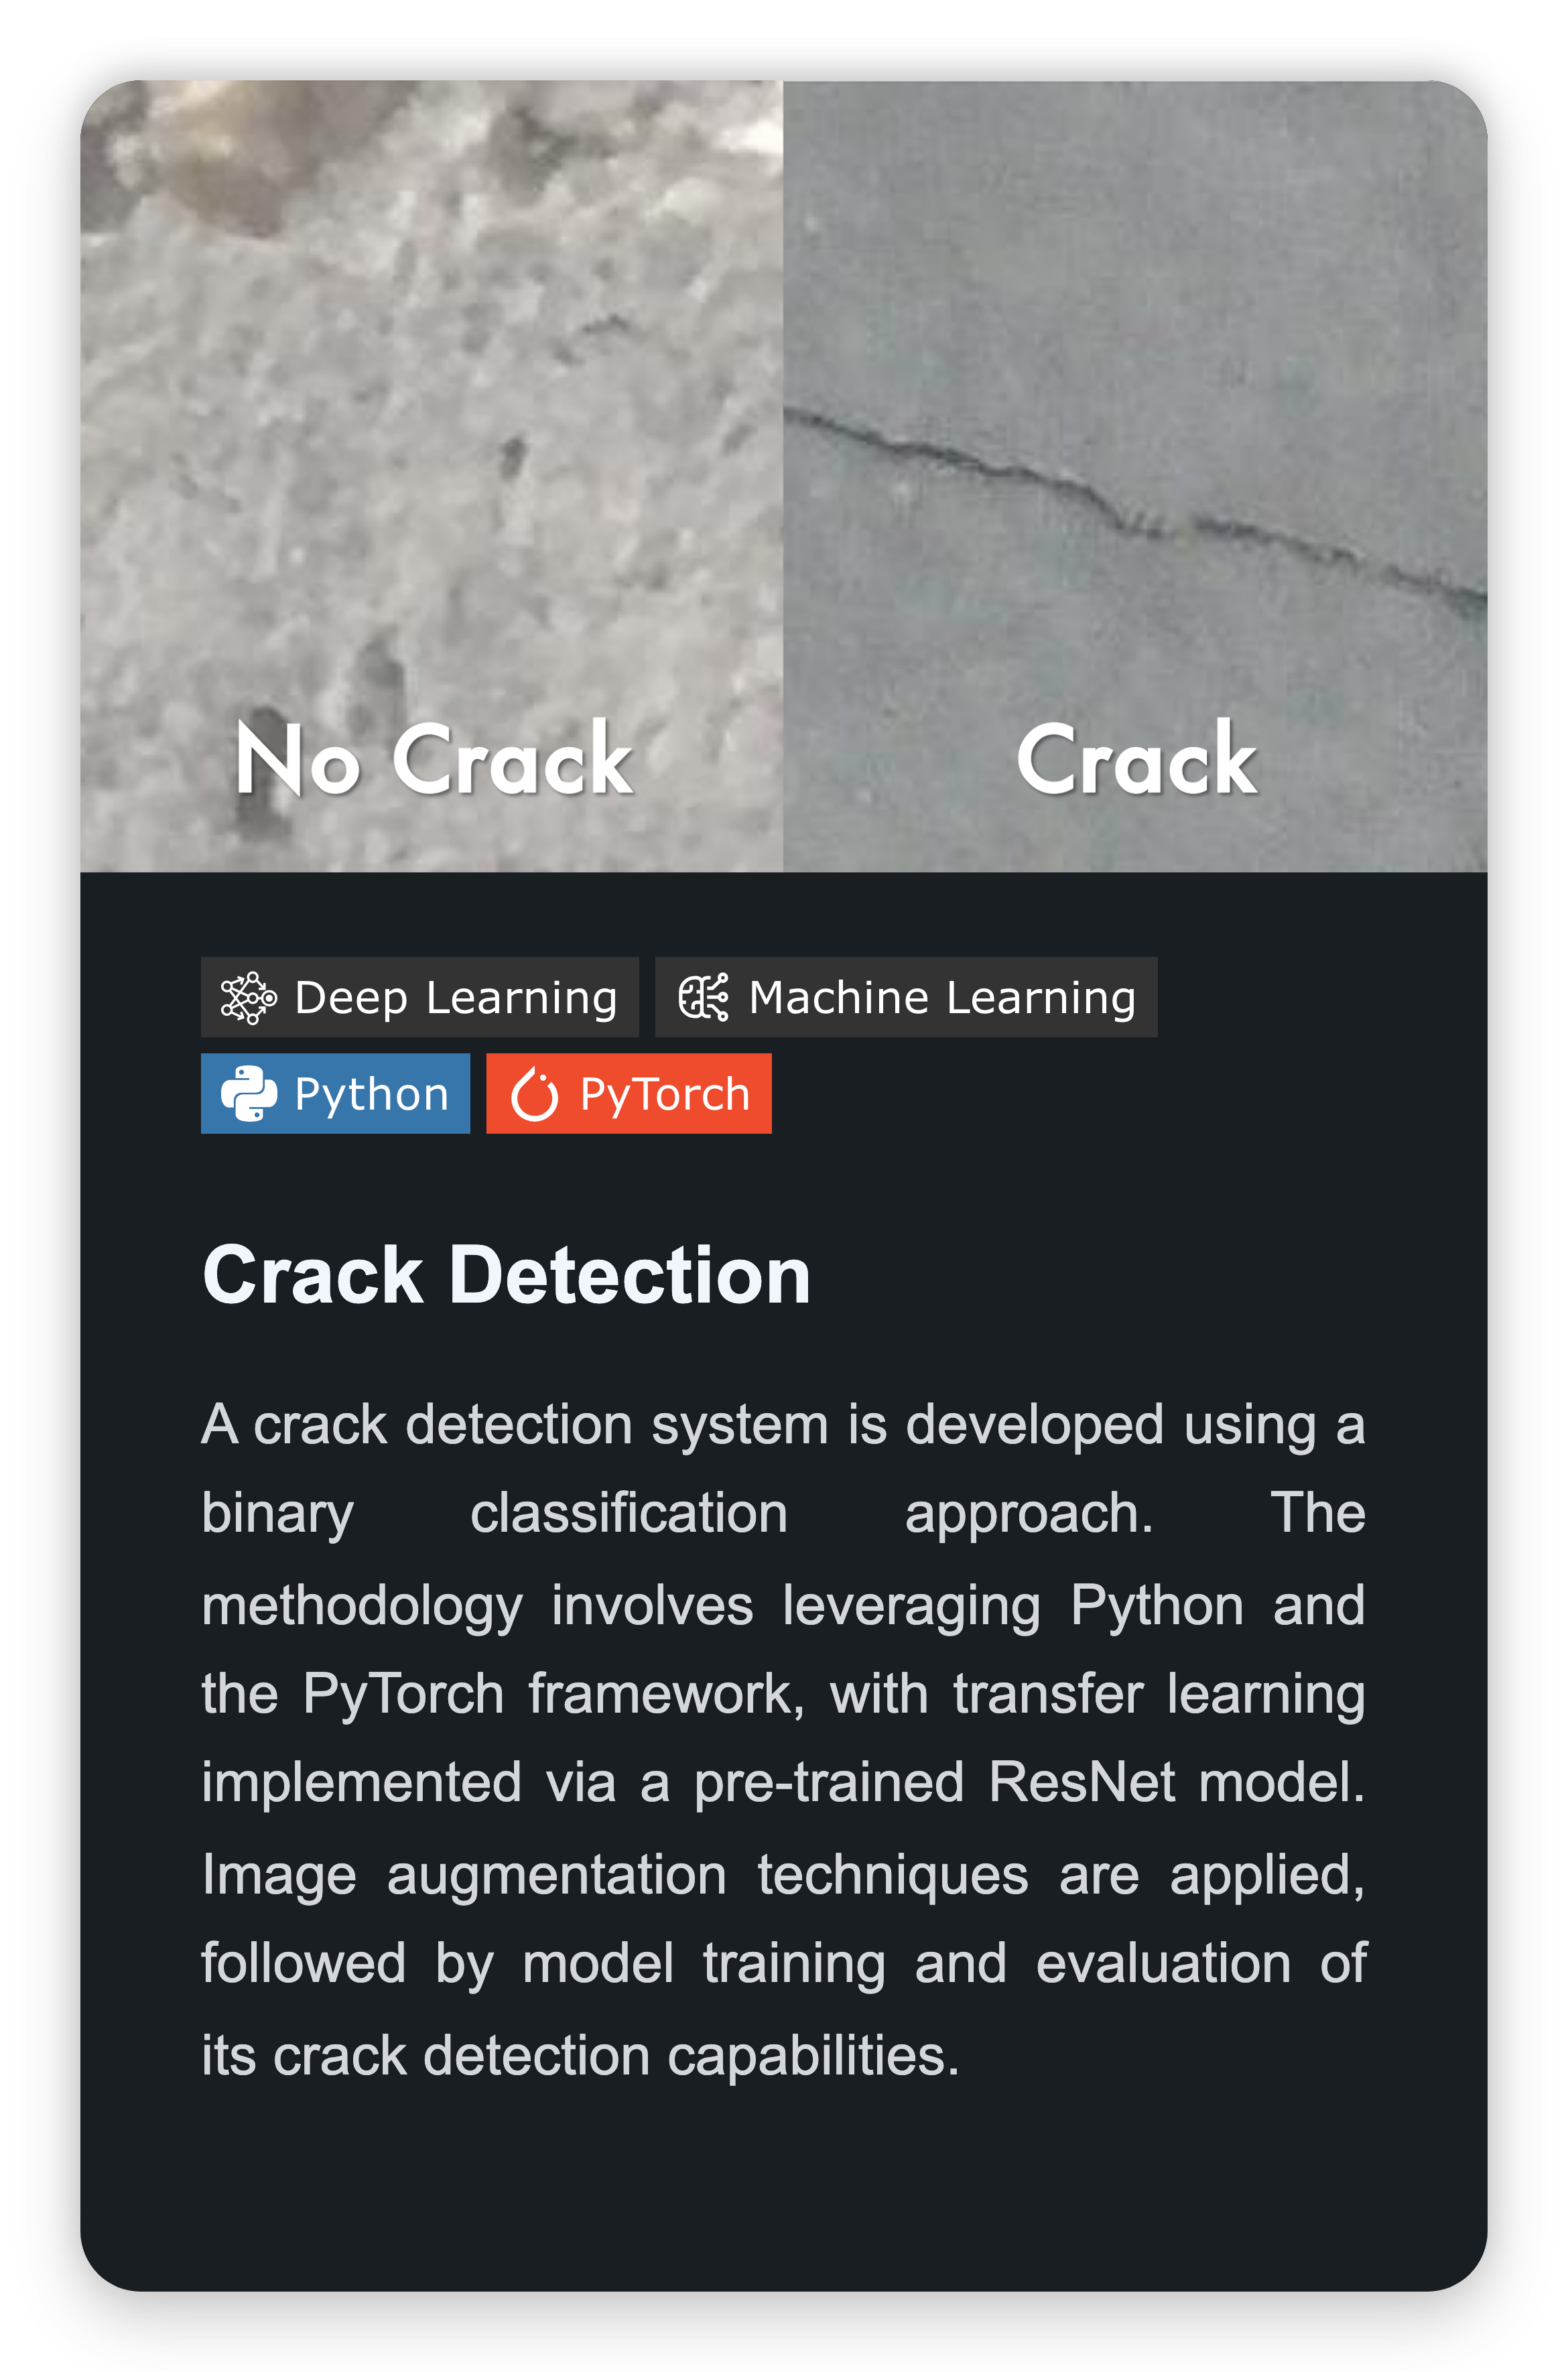 No Crack
Crack
Deep Learning
Machine Learning
Python
PyTorch
Crack Detection
A crack detection system is developed using a
binary classification approach. The
methodology involves leveraging Python and
the PyTorch framework, with transfer learning
implemented via a pre-trained ResNet model.
Image augmentation techniques are applied,
followed by model training and evaluation of
its crack detection capabilities.